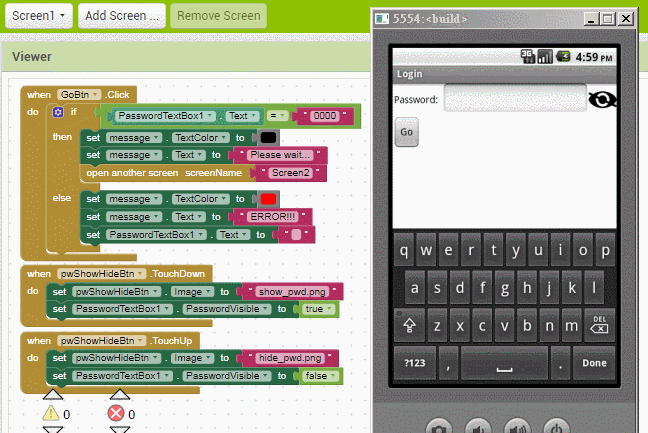 Screen1 Add Screen ... Remove Screen
Viewer
when GoBtn .Click
do if PasswordTextBox1 . Text = " 0000 "
then set message . TextColor to
set message . Text to " Please wait... "
open another screen screenName " Screen2 "
else set message . TextColor to
set message . Text to " ERROR!!! "
set PasswordTextBox1 . Text to " "
when pwShowHideBtn .TouchDown
do set pwShowHideBtn . Image to " show_pwd.png "
set PasswordTextBox1 . PasswordVisible to true
when pwShowHideBtn .TouchUp
do set pwShowHideBtn . Image to " hide_pwd.png "
set PasswordTextBox1 . PasswordVisible to false
0 0
5554:<build>
3G 4:59 PM
Login
Password:
Go
q w e r t y u i o p
a s d f g h j k l
z x c v b n m DEL
?123 , . Done